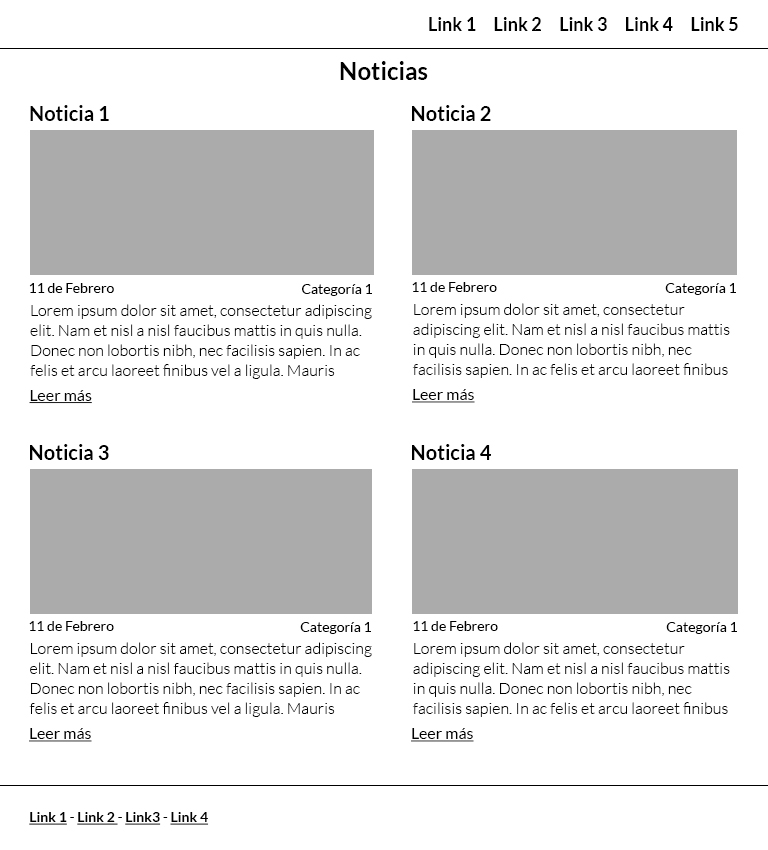 Link 1 Link 2 Link 3 Link 4 Link 5
Noticias
Noticia 1
11 de Febrero Categoría 1
Lorem ipsum dolor sit amet, consectetur adipiscing
elit. Nam et nisl a nisl faucibus mattis in quis nulla.
Donec non lobortis nibh, nec facilisis sapien. In ac
felis et arcu laoreet finibus vel a ligula. Mauris
Leer más
Noticia 2
11 de Febrero Categoría 1
Lorem ipsum dolor sit amet, consectetur
adipiscing elit. Nam et nisl a nisl faucibus mattis
in quis nulla. Donec non lobortis nibh, nec
facilisis sapien. In ac felis et arcu laoreet finibus
Leer más
Noticia 3
11 de Febrero Categoría 1
Lorem ipsum dolor sit amet, consectetur adipiscing
elit. Nam et nisl a nisl faucibus mattis in quis nulla.
Donec non lobortis nibh, nec facilisis sapien. In ac
felis et arcu laoreet finibus vel a ligula. Mauris
Leer más
Noticia 4
11 de Febrero Categoría 1
Lorem ipsum dolor sit amet, consectetur
adipiscing elit. Nam et nisl a nisl faucibus mattis
in quis nulla. Donec non lobortis nibh, nec
facilisis sapien. In ac felis et arcu laoreet finibus
Leer más
Link 1 - Link 2 - Link3 - Link 4